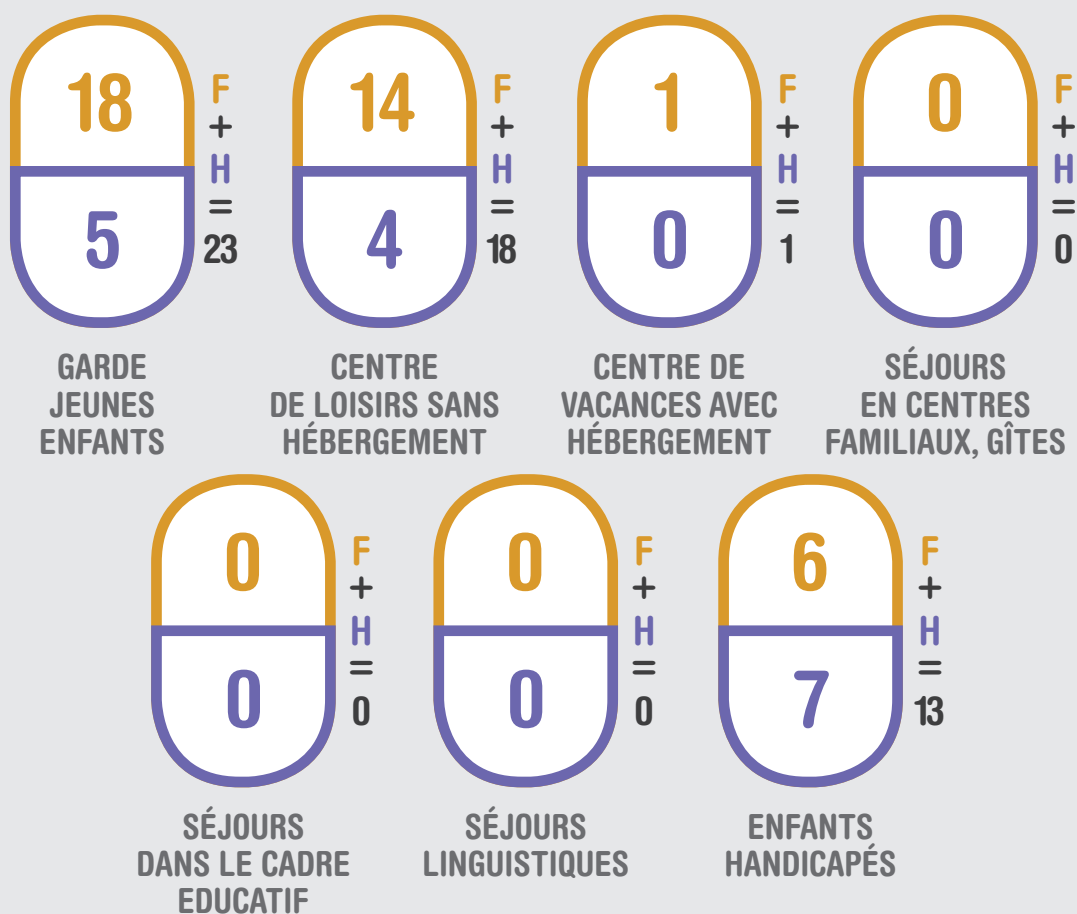 18
5
F
+
H
=
23
GARDE
JEUNES
ENFANTS
14
4
F
+
H
=
18
CENTRE
DE LOISIRS SANS
HÉBERGEMENT
1
0
F
+
H
=
1
CENTRE DE
VACANCES AVEC
HÉBERGEMENT
0
0
F
+
H
=
0
SÉJOURS
EN CENTRES
FAMILIAUX, GÎTES
0
0
F
+
H
=
0
SÉJOURS
DANS LE CADRE
EDUCATIF
0
0
F
+
H
=
0
SÉJOURS
LINGUISTIQUES
6
7
F
+
H
=
13
ENFANTS
HANDICAPÉS